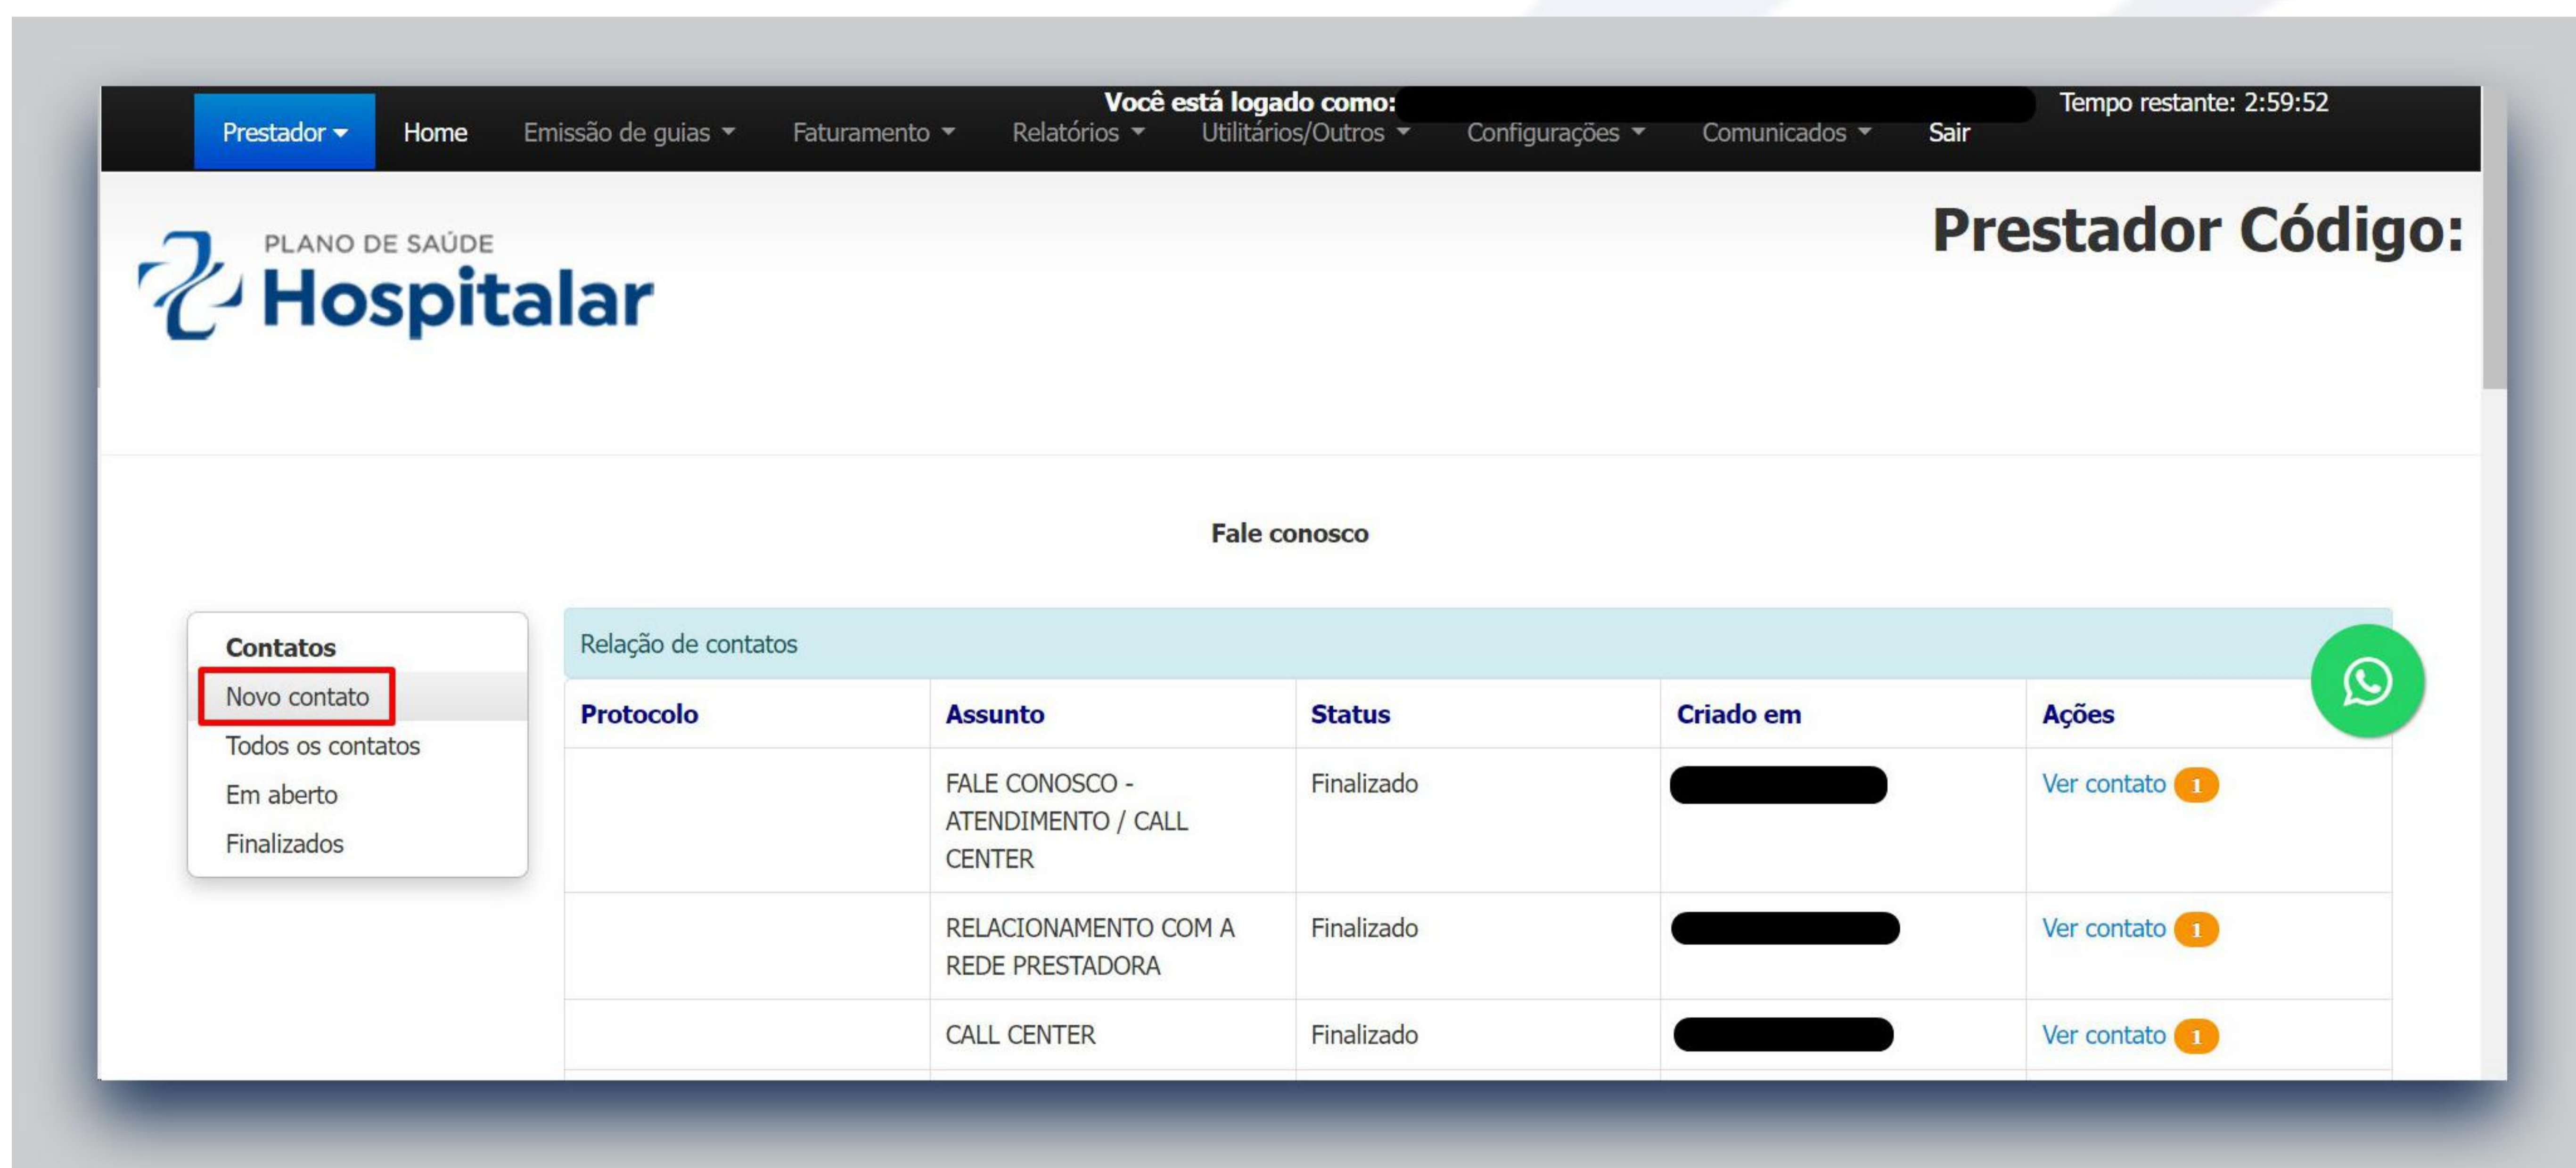 Você está logado como:
Tempo restante: 2:59:52
Prestador Home Emissão de guias Faturamento Relatórios Utilitários/Outros Configurações Comunicados Sair
Prestador Código:
PLANO DE SAÚDE
Hospitalar
Fale conosco
Contatos
Novo contato
Todos os contatos
Em aberto
Finalizados
Relação de contatos
Protocolo Assunto Status Criado em Ações
FALE CONOSCO - Finalizado Ver contato 1
ATENDIMENTO / CALL
CENTER
RELACIONAMENTO COM A Finalizado Ver contato 1
REDE PRESTADORA
CALL CENTER Finalizado Ver contato 1